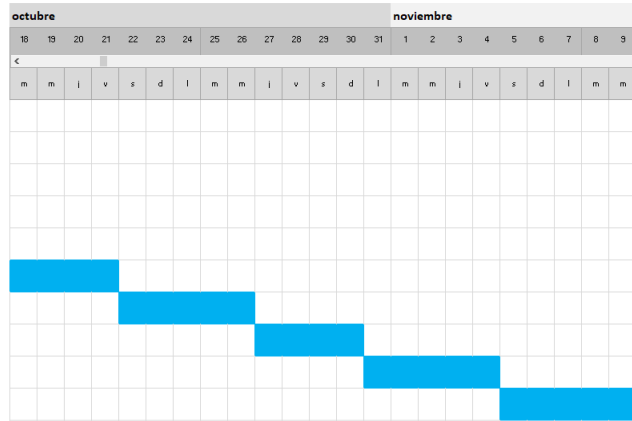 octubre noviembre
18 19 20 21 22 23 24 25 26 27 28 29 30 31 1 2 3 4 5 6 7 8 9
<
m m j v s d l m m j v s d l m m j v s d l m m